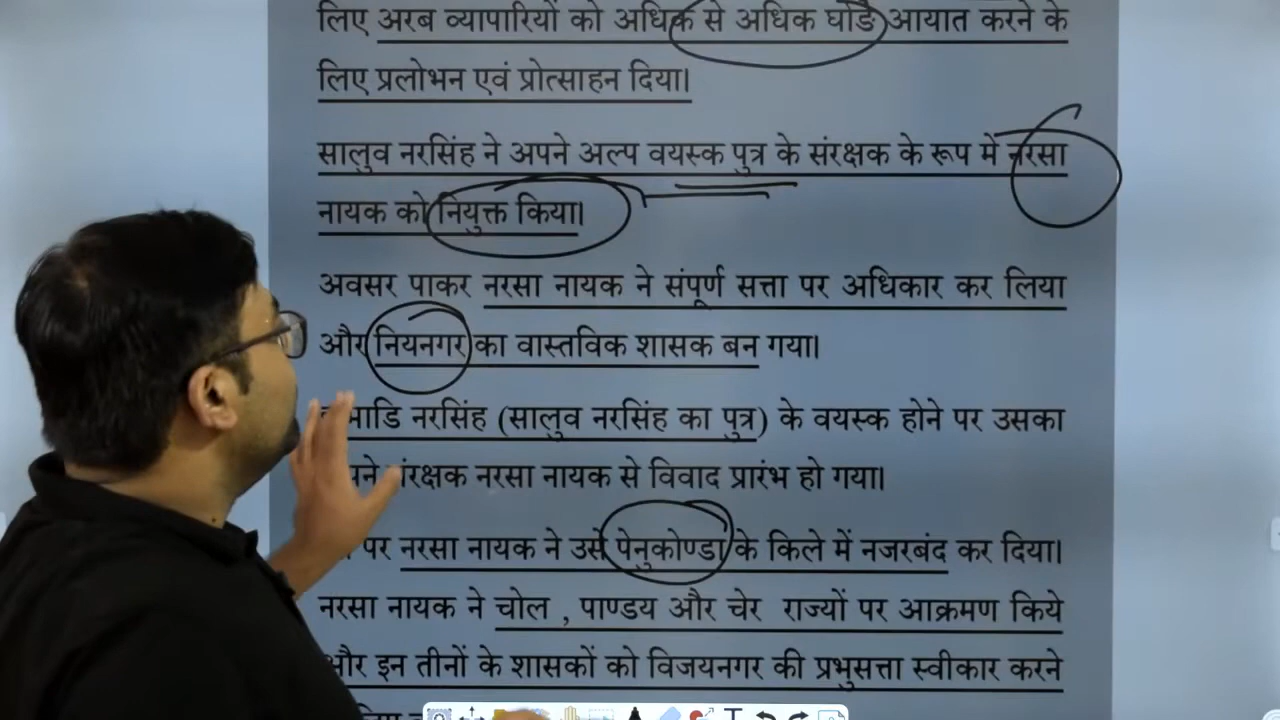 लिए अरब व्यापारियों को अधिक से अधिक घोड़े आयात करने के
लिए प्रलोभन एवं प्रोत्साहन दिया।
सालुव नरसिंह ने अपने अल्प वयस्क पुत्र के संरक्षक के रूप में नरसा
नायक को नियुक्त किया।
अवसर पाकर नरसा नायक ने संपूर्ण सत्ता पर अधिकार कर लिया
और नियनगर का वास्तविक शासक बन गया।
नरसिंह (सालुव नरसिंह का पुत्र) के वयस्क होने पर उसका
नरसा नायक से विवाद प्रारंभ हो गया।
पर नरसा नायक ने उसे पेनुकोण्डा के किले में नजरबंद कर दिया।
नरसा नायक ने चोल , पाण्डय और चेर राज्यों पर आक्रमण किये
और इन तीनों के शासकों को विजयनगर की प्रभुसत्ता स्वीकार करने